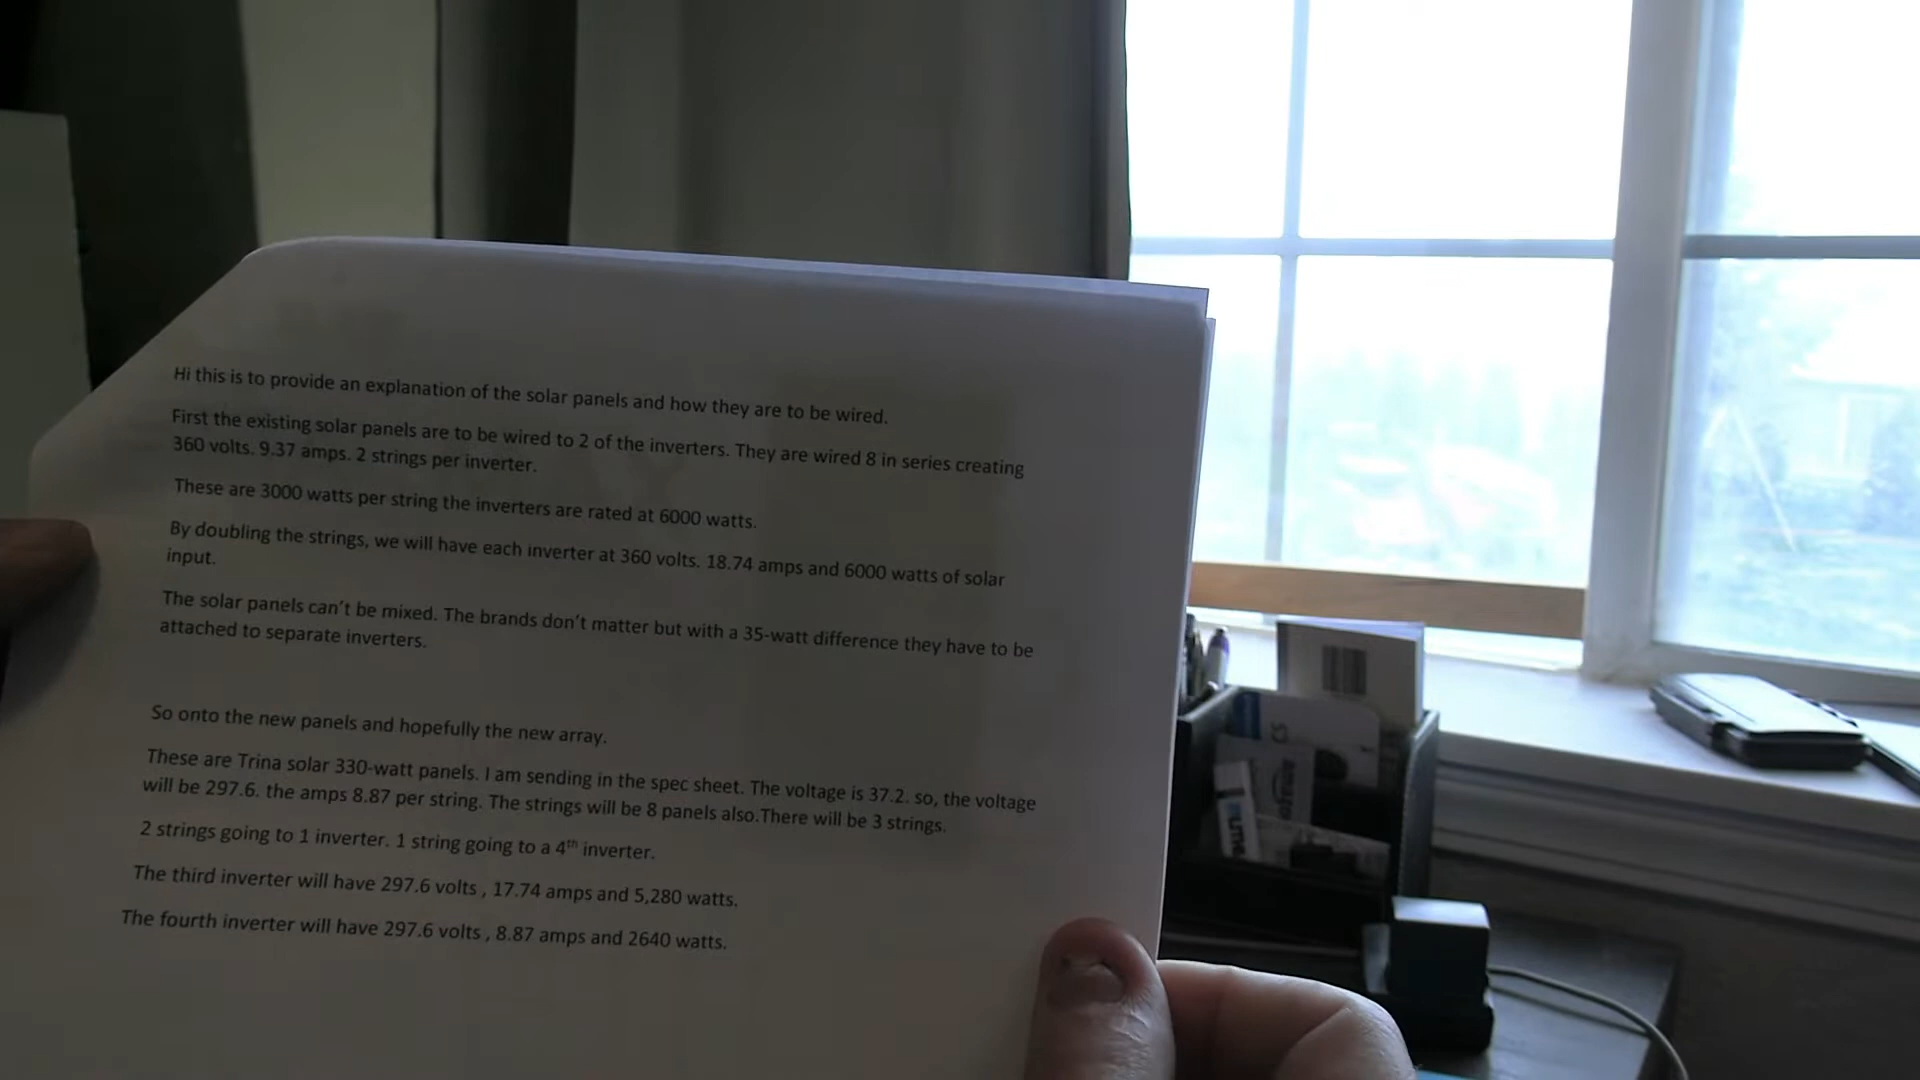 Hi this is to provide an explanation of the solar panels and how they are to be wired.
First the existing solar panels are to be wired to 2 of the inverters. They are wired 8 in series creating
360 volts. 9.37 amps. 2 strings per inverter.
These are 3000 watts per string the inverters are rated at 6000 watts.
By doubling the strings, we will have each inverter at 360 volts. 18.74 amps and 6000 watts of solar
input.
The solar panels can't be mixed. The brands don't matter but with a 35-watt difference they have to be
attached to separate inverters.
So onto the new panels and hopefully the new array.
These are Trina solar 330-watt panels. I am sending in the spec sheet. The voltage is 37.2. so, the voltage
will be 297.6. the amps 8.87 per string. The strings will be 8 panels also.There will be 3 strings.
2 strings going to 1 inverter. 1 string going to a 4th inverter.
The third inverter will have 297.6 volts , 17.74 amps and 5,280 watts.
The fourth inverter will have 297.6 volts , 8.87 amps and 2640 watts.
amazon